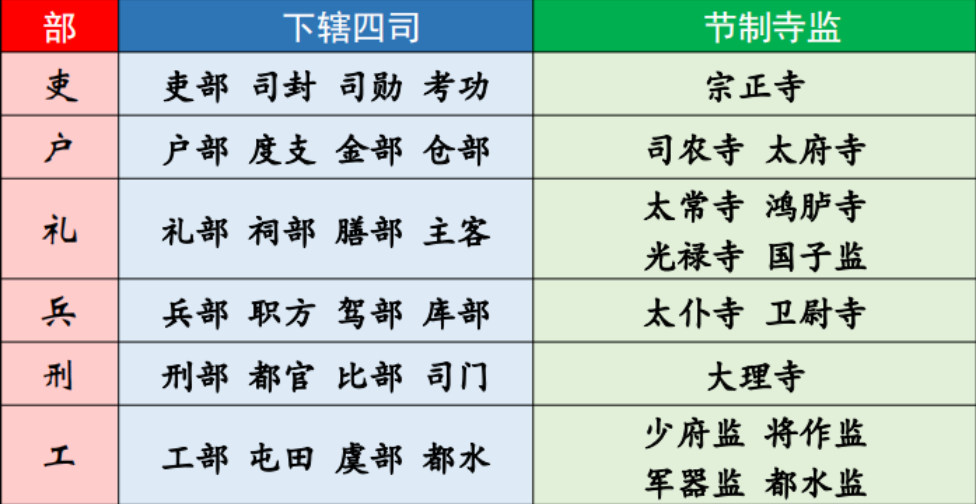 部 下辖四司 节制寺监
吏 吏部 司封 司勋 考功 宗正寺
户 户部 度支 金部 仓部 司农寺 太府寺
礼 礼部 祠部 膳部 主客 太常寺 鸿胪寺
光禄寺 国子监
兵 兵部 职方 驾部 库部 太仆寺 卫尉寺
刑 刑部 都官 比部 司门 大理寺
工 工部 屯田 虞部 都水 少府监 将作监
军器监 都水监